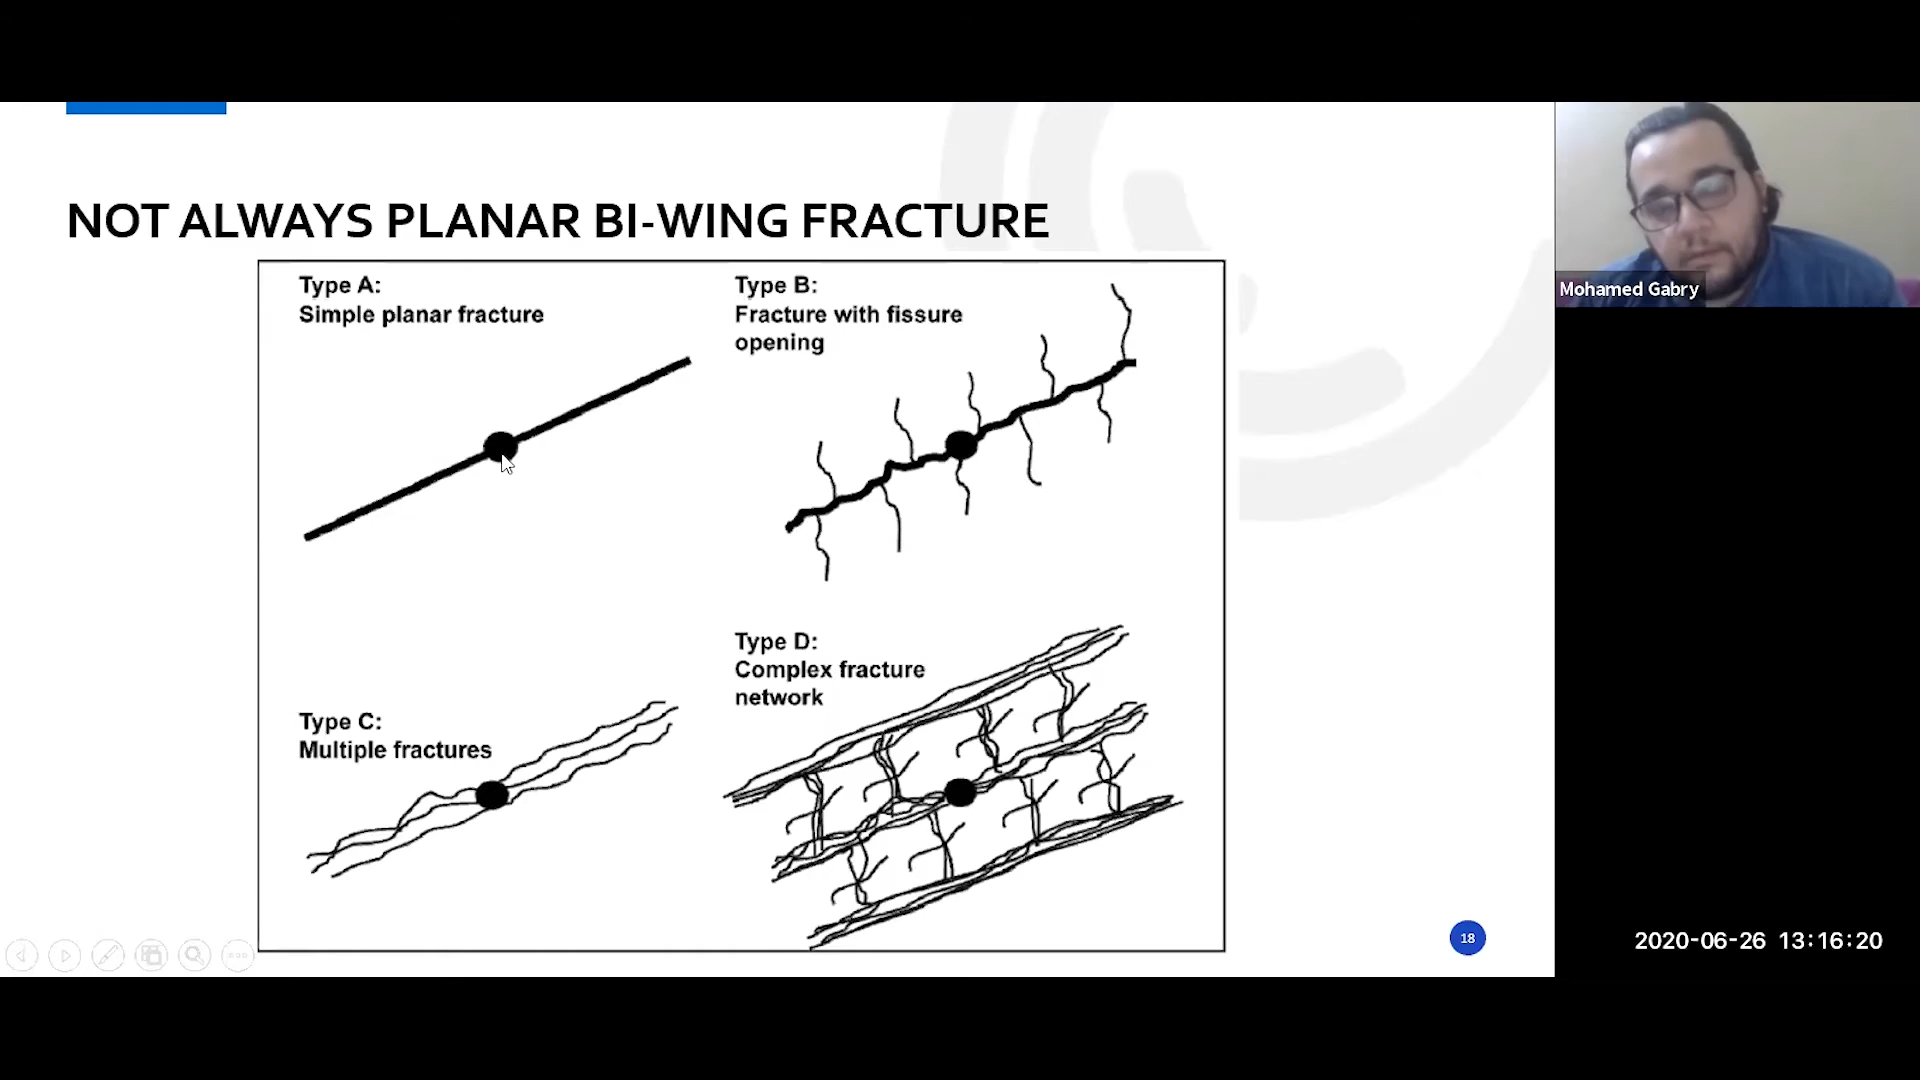 NOT ALWAYS PLANAR BI-WING FRACTURE
Type A:
Simple planar fracture
Type B:
Fracture with fissure
opening
Type C:
Multiple fractures
Type D:
Complex fracture
network
18
Mohamed Gabry
2020-06-26 13:16:20